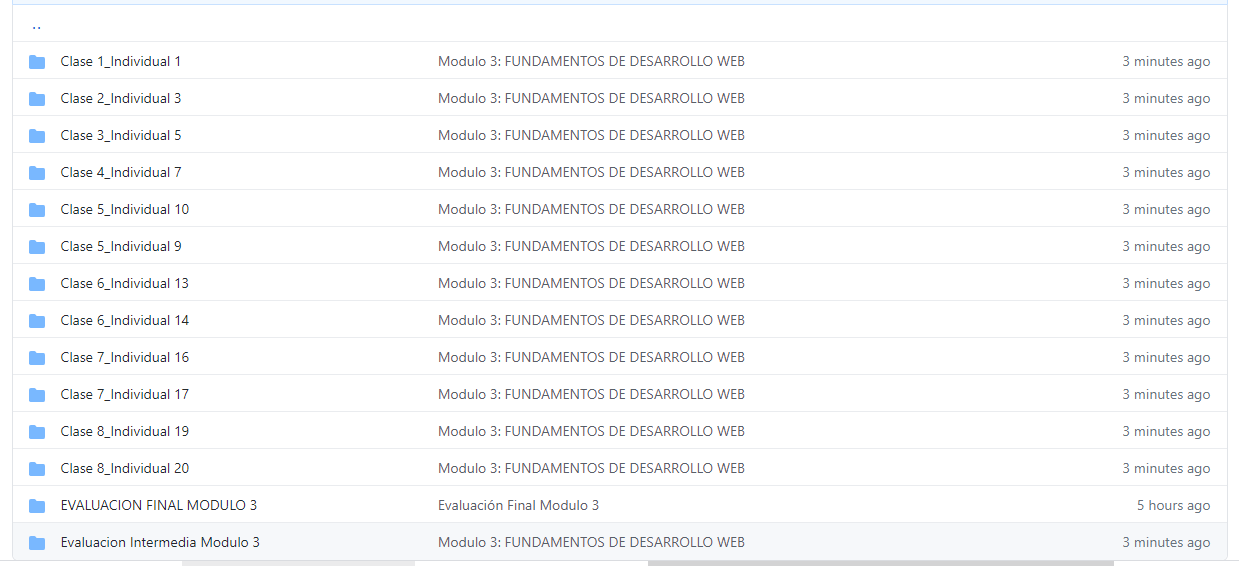 ..
Clase 1_Individual 1 Modulo 3: FUNDAMENTOS DE DESARROLLO WEB 3 minutes ago
Clase 2_Individual 3 Modulo 3: FUNDAMENTOS DE DESARROLLO WEB 3 minutes ago
Clase 3_Individual 5 Modulo 3: FUNDAMENTOS DE DESARROLLO WEB 3 minutes ago
Clase 4_Individual 7 Modulo 3: FUNDAMENTOS DE DESARROLLO WEB 3 minutes ago
Clase 5_Individual 10 Modulo 3: FUNDAMENTOS DE DESARROLLO WEB 3 minutes ago
Clase 5_Individual 9 Modulo 3: FUNDAMENTOS DE DESARROLLO WEB 3 minutes ago
Clase 6_Individual 13 Modulo 3: FUNDAMENTOS DE DESARROLLO WEB 3 minutes ago
Clase 6_Individual 14 Modulo 3: FUNDAMENTOS DE DESARROLLO WEB 3 minutes ago
Clase 7_Individual 16 Modulo 3: FUNDAMENTOS DE DESARROLLO WEB 3 minutes ago
Clase 7_Individual 17 Modulo 3: FUNDAMENTOS DE DESARROLLO WEB 3 minutes ago
Clase 8_Individual 19 Modulo 3: FUNDAMENTOS DE DESARROLLO WEB 3 minutes ago
Clase 8_Individual 20 Modulo 3: FUNDAMENTOS DE DESARROLLO WEB 3 minutes ago
EVALUACION FINAL MODULO 3 Evaluación Final Modulo 3 5 hours ago
Evaluacion Intermedia Modulo 3 Modulo 3: FUNDAMENTOS DE DESARROLLO WEB 3 minutes ago